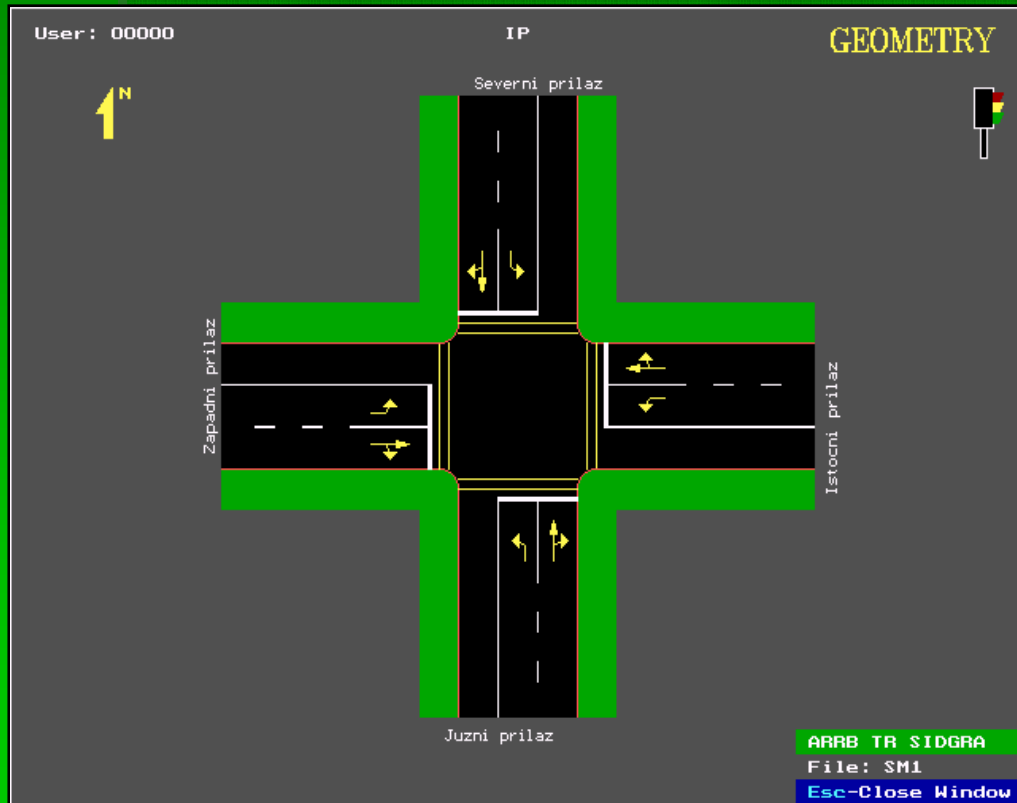 User: 00000
IP
GEOMETRY
N
Severni prilaz
Zapadni prilaz
Istocni prilaz
Juzni prilaz
ARRB TR SIDGRA
File: SM1
Esc-Close Window